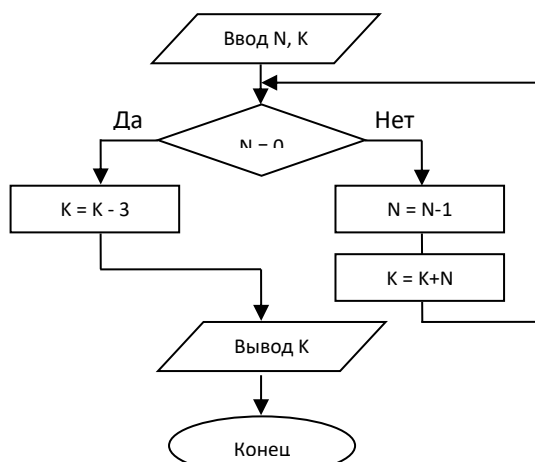 Ввод N, K
Да
Нет
N = 0
K = K - 3
N = N-1
K = K+N
Вывод K
Конец